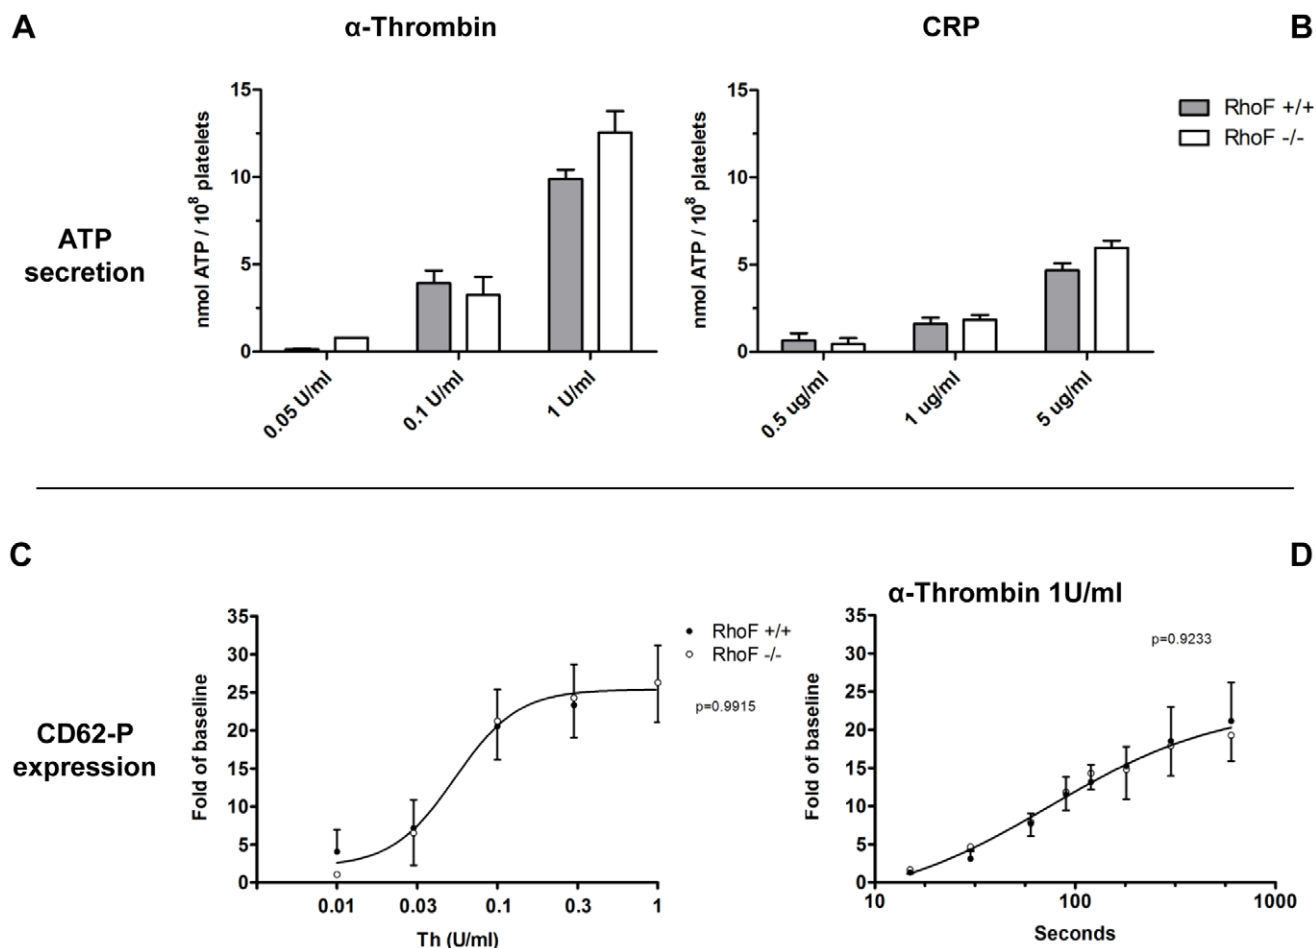 A
α-Thrombin
CRP
B
RhoF +/+
RhoF -/-
ATP
secretion
nmol ATP / 10⁸ platelets
15
10
5
0
0.05 U/ml
0.1 U/ml
1 U/ml
nmol ATP / 10⁸ platelets
15
10
5
0
0.5 ug/ml
1 ug/ml
5 ug/ml
C
D
CD62-P
expression
Fold of baseline
35
30
25
20
15
10
5
0
0.01
0.03
0.1
0.3
1
Th (U/ml)
RhoF +/+
RhoF -/-
p=0.9915
α-Thrombin 1U/ml
p=0.9233
Fold of baseline
35
30
25
20
15
10
5
0
10
100
1000
Seconds